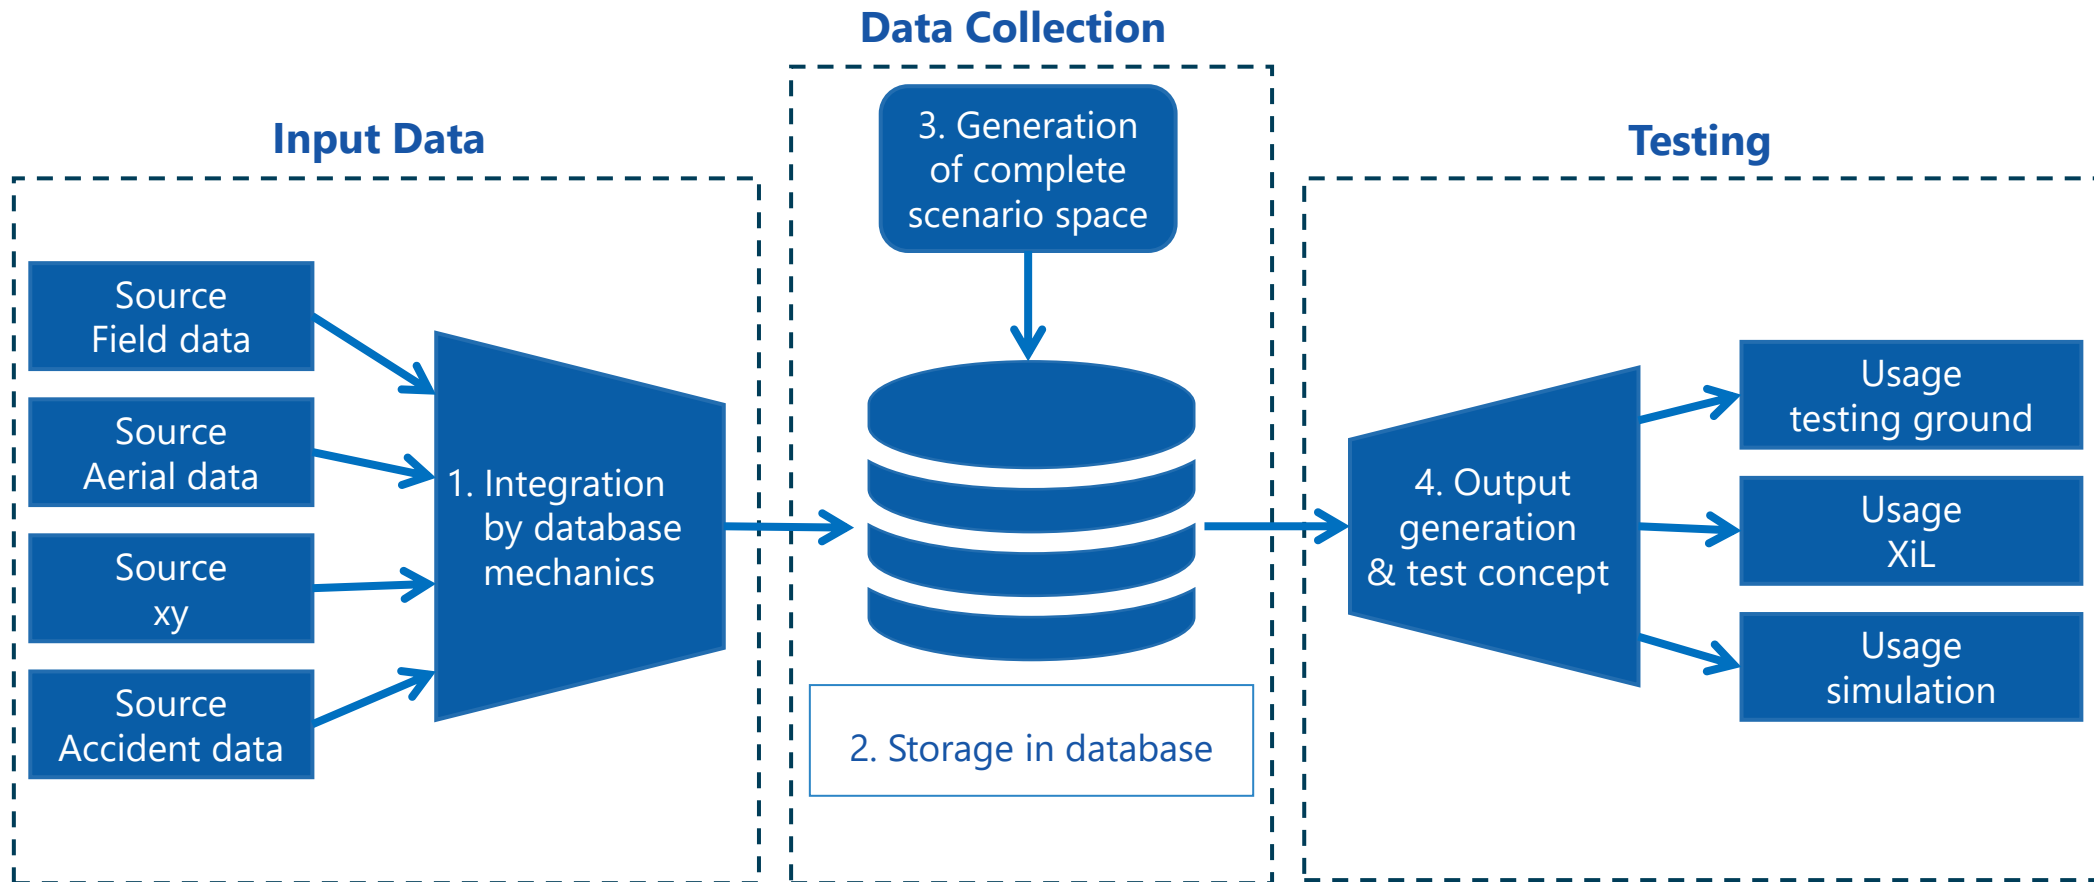 Data Collection
Input Data
Testing
3. Generation
of complete
scenario space
Source
Field data
Source
Aerial data
Source
xy
Source
Accident data
1. Integration
by database
mechanics
2. Storage in database
4. Output
generation
& test concept
Usage
testing ground
Usage
XiL
Usage
simulation